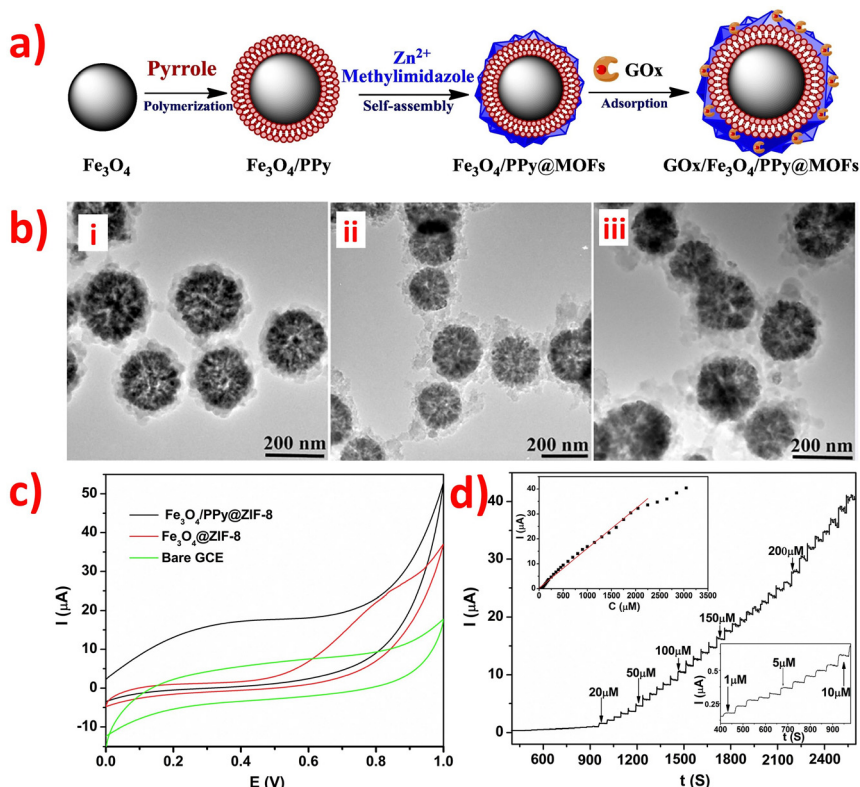 a)
Pyrrole
Polymerization
Zn²⁺
Methylimidazole
Self-assembly
GOx
Adsorption
Fe₃O₄
Fe₃O₄/PPy
Fe₃O₄/PPy@MOFs
GOx/Fe₃O₄/PPy@MOFs
b)
i
ii
iii
200 nm
200 nm
200 nm
c)
50
40
30
20
10
0
-10
I (μA)
Fe₃O₄/PPy@ZIF-8
Fe₃O₄@ZIF-8
Bare GCE
0.0
0.2
0.4
0.6
0.8
1.0
E (V)
d)
40
30
20
10
0
I (μA)
600
900
1200
1500
1800
2100
2400
t (S)
20μM
50μM
100μM
150μM
200μM
40
30
20
10
0
I (μA)
0
500
1000
1500
2000
2500
3000
3500
C (μM)
0.5
0.25
I (μA)
1μM
5μM
10μM
400
500
600
700
800
900
t (S)